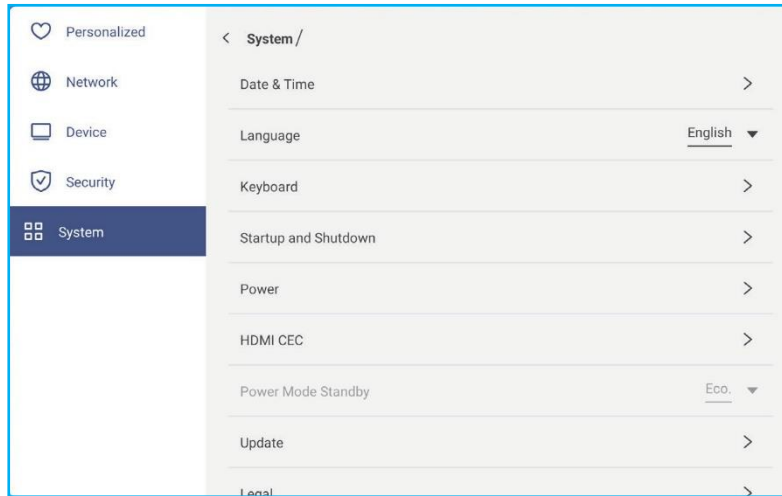 Personalized
Network
Device
Security
System
System /
Date & Time
Language English
Keyboard
Startup and Shutdown
Power
HDMI CEC
Power Mode Standby Eco.
Update
Legal